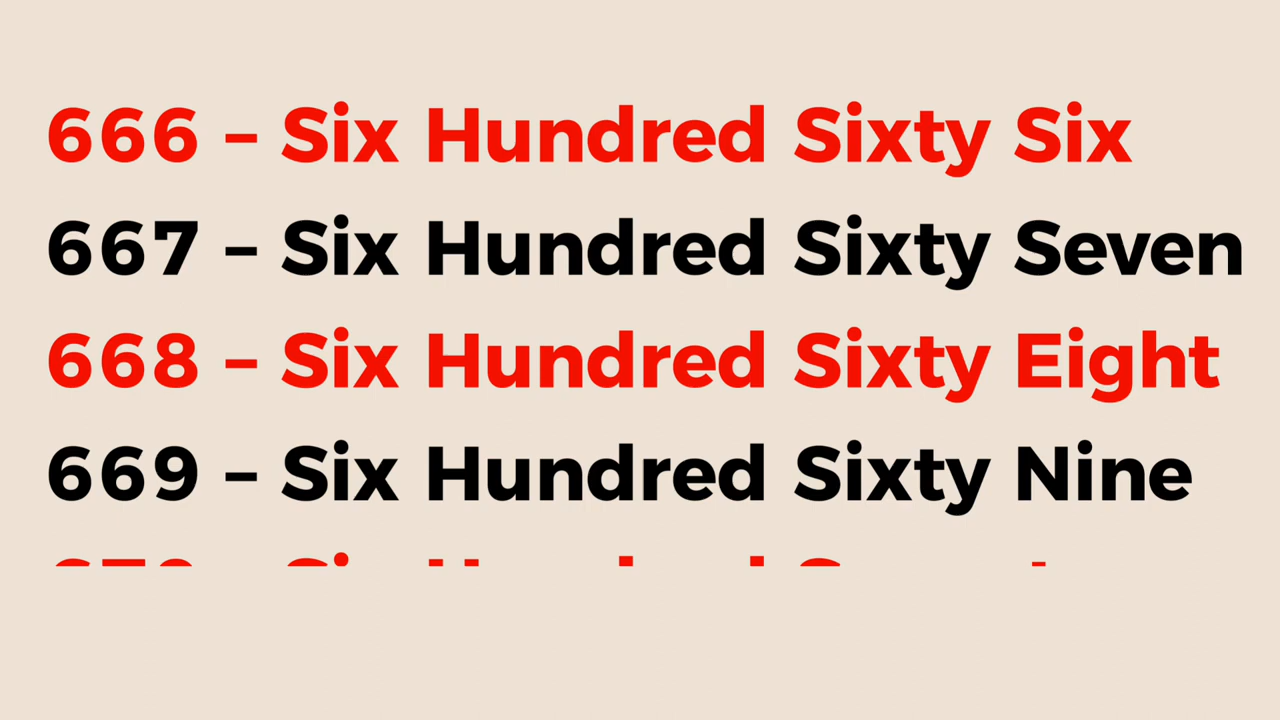 666 – Six Hundred Sixty Six
667 – Six Hundred Sixty Seven
668 – Six Hundred Sixty Eight
669 – Six Hundred Sixty Nine